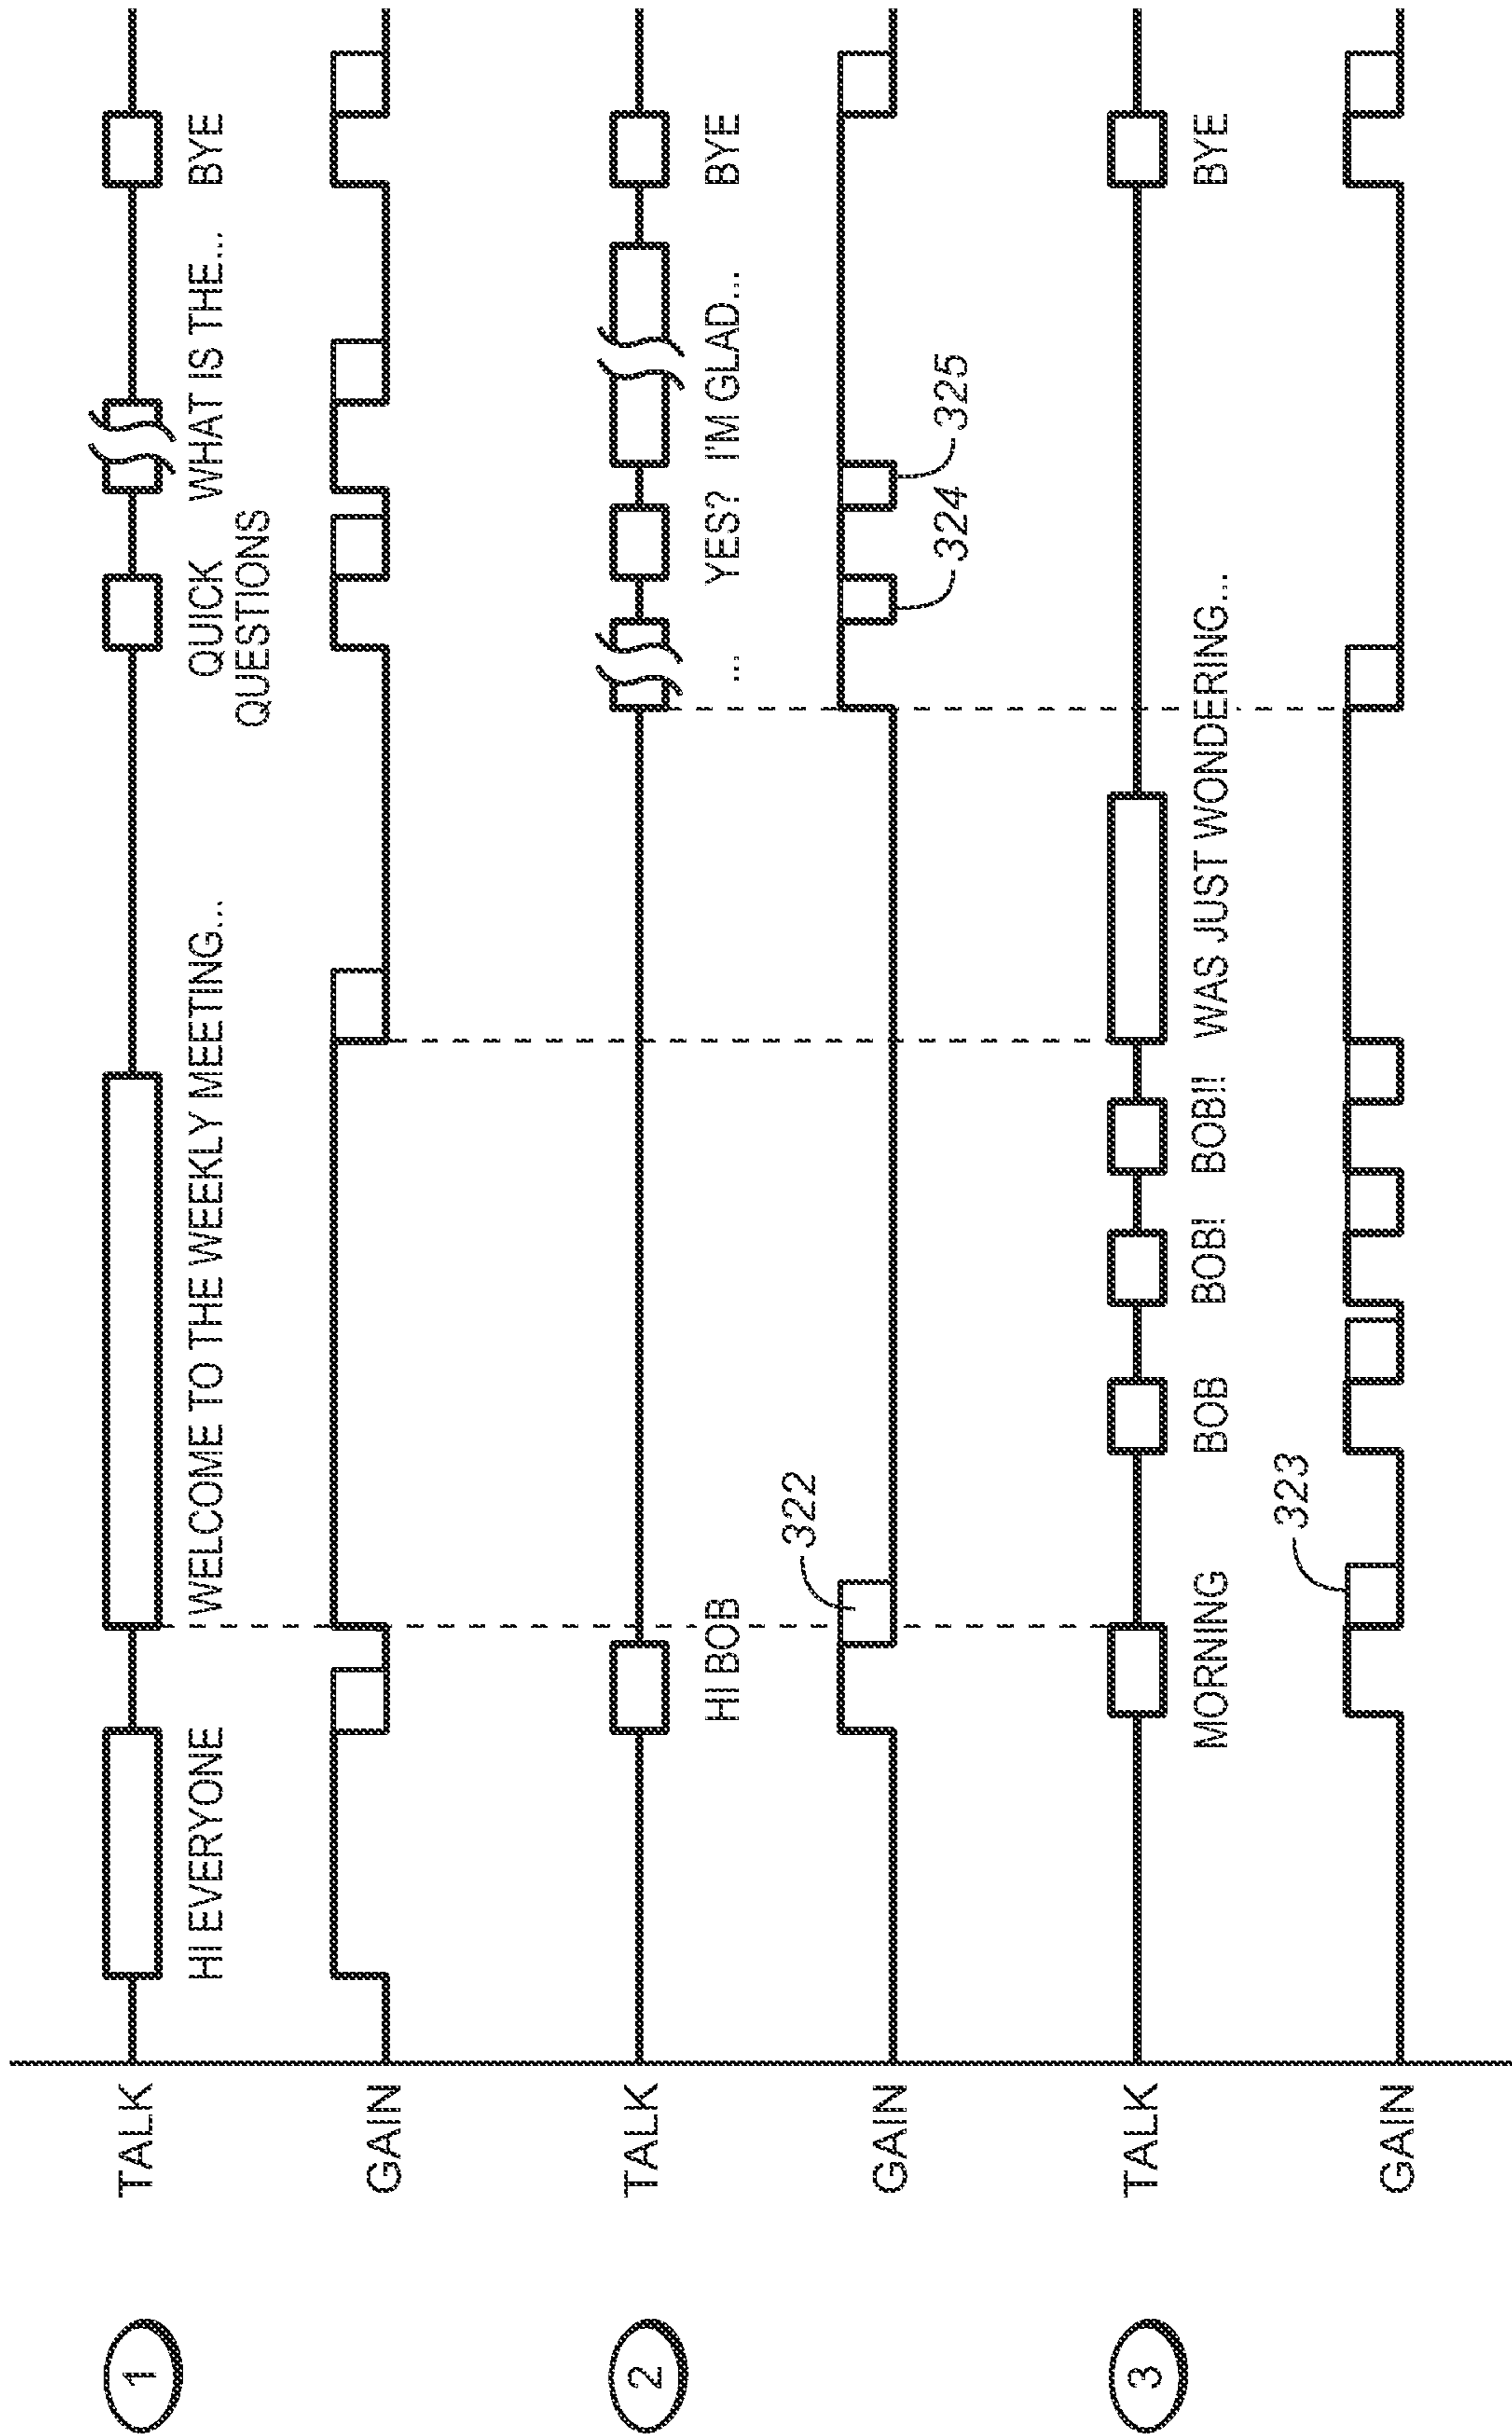 1
TALK
HI EVERYONE
WELCOME TO THE WEEKLY MEETING...
QUICK
QUESTIONS
WHAT IS THE...
BYE
GAIN
2
TALK
HI BOB
...
YES?
I'M GLAD...
BYE
GAIN
322
324
325
3
TALK
MORNING
BOB
BOB!
BOB!!
WAS JUST WONDERING...
BYE
GAIN
323